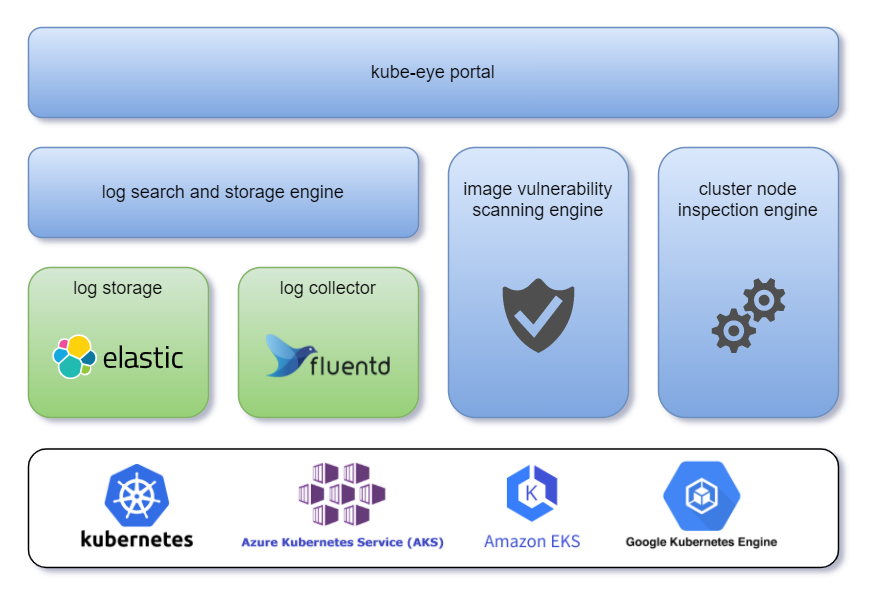 kube-eye portal
log search and storage engine
image vulnerability
scanning engine
cluster node
inspection engine
log storage
elastic
log collector
fluentd
kubernetes
Azure Kubernetes Service (AKS)
K
Amazon EKS
Google Kubernetes Engine